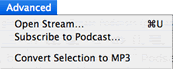 Advanced
Open Stream... ⌘U
Subscribe to Podcast...
Convert Selection to MP3